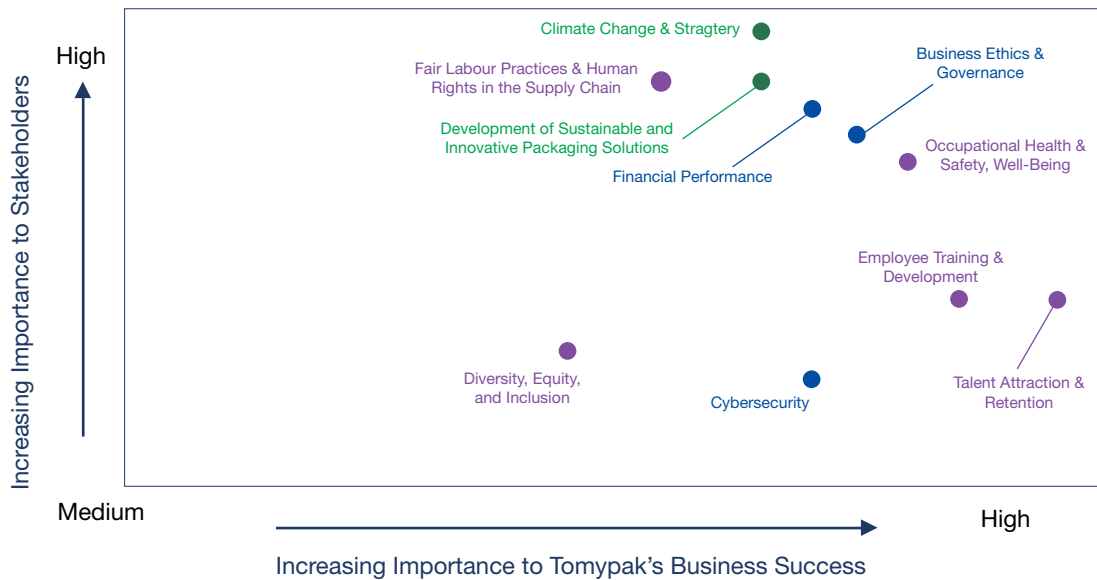 Increasing Importance to Stakeholders
High
Climate Change & Stragtery
Fair Labour Practices & Human
Rights in the Supply Chain
Development of Sustainable and
Innovative Packaging Solutions
Financial Performance
Business Ethics &
Governance
Occupational Health &
Safety, Well-Being
Employee Training &
Development
Diversity, Equity,
and Inclusion
Cybersecurity
Talent Attraction &
Retention
Medium
High
Increasing Importance to Tomypak’s Business Success